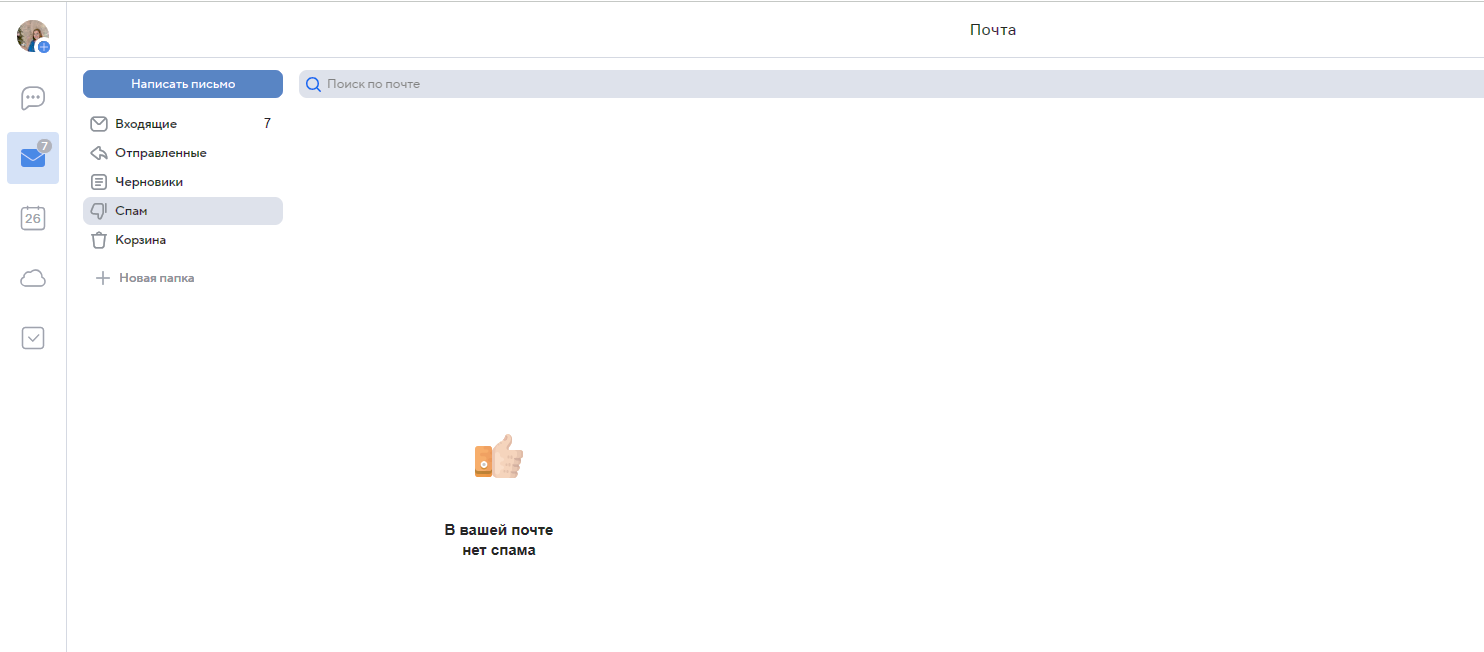 Почта
Написать письмо
Поиск по почте
Входящие 7
7
Отправленные
Черновики
26
Спам
Корзина
Новая папка
В вашей почте
нет спама